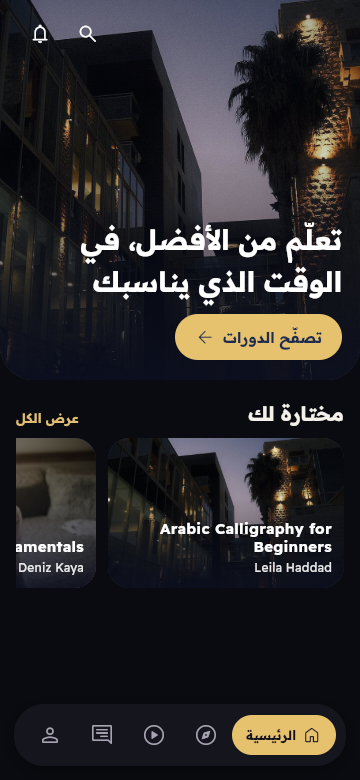 تعلّم من الأفضل، في
الوقت الذي يناسبك
تصفّح الدورات
مختارة لك
عرض الكل
Arabic Calligraphy for
Beginners
Leila Haddad
amentals
Deniz Kaya
الرئيسية